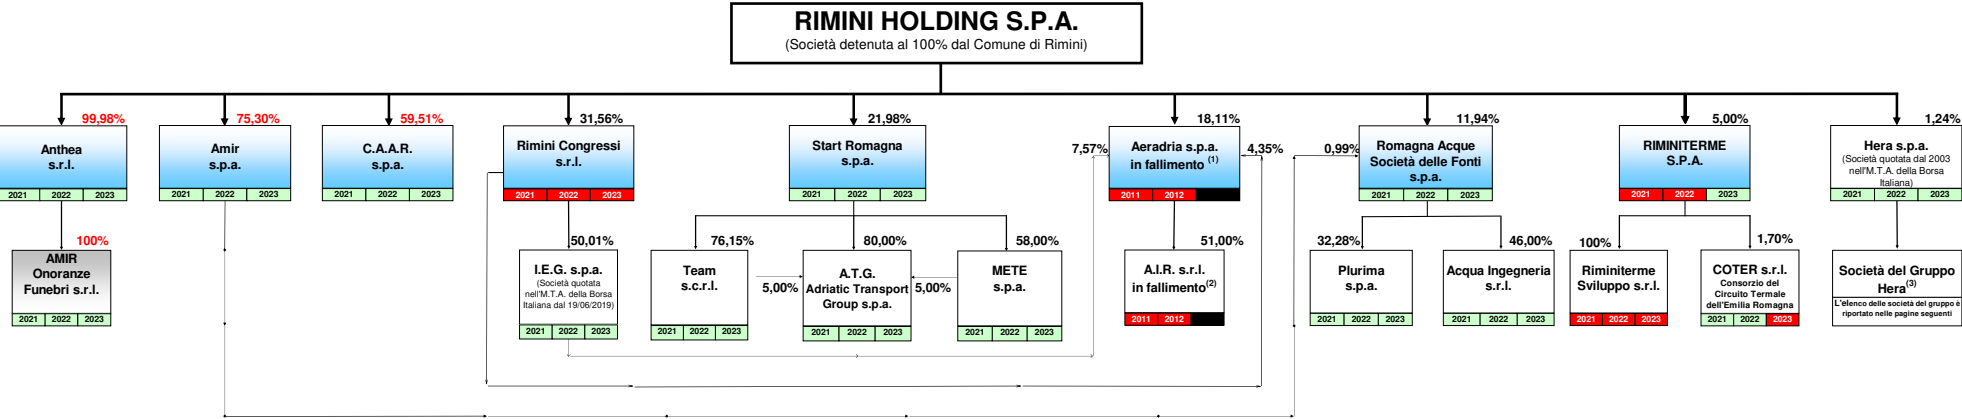 RIMINI HOLDING S.P.A.
(Società detenuta al 100% dal Comune di Rimini)
99,98%
Anthea
s.r.l.
2021 2022 2023
75,30%
Amir
s.p.a.
2021 2022 2023
59,51%
C.A.A.R.
s.p.a.
2021 2022 2023
31,56%
Rimini Congressi
s.r.l.
2021 2022 2023
21,98%
Start Romagna
s.p.a.
2021 2022 2023
18,11%
7,57%
Aeradria s.p.a.
in fallimento (1)
4,35%
2011 2012
11,94%
0,99%
Romagna Acque
Società delle Fonti
s.p.a.
2021 2022 2023
5,00%
RIMINITERME
S.P.A.
2021 2022 2023
1,24%
Hera s.p.a.
(Società quotata dal 2003
nell'M.T.A. della Borsa
Italiana)
2021 2022 2023
100%
AMIR
Onoranze
Funebri s.r.l.
2021 2022 2023
50,01%
I.E.G. s.p.a.
(Società quotata
nell'M.T.A. della Borsa
Italiana dal 19/06/2019)
2021 2022 2023
76,15%
Team
s.c.r.l.
2021 2022 2023
5,00%
80,00%
A.T.G.
Adriatic Transport
Group s.p.a.
2021 2022 2023
5,00%
58,00%
METE
s.p.a.
2021 2022 2023
51,00%
A.I.R. s.r.l.
in fallimento(2)
2011 2012
32,28%
Plurima
s.p.a.
2021 2022 2023
46,00%
Acqua Ingegneria
s.r.l.
2021 2022 2023
100%
Riminiterme
Sviluppo s.r.l.
2021 2022 2023
1,70%
COTER s.r.l.
Consorzio del
Circuito Termale
dell'Emilia Romagna
2021 2022 2023
Società del Gruppo
Hera(3)
L'elenco delle società del gruppo è
riportato nelle pagine seguenti